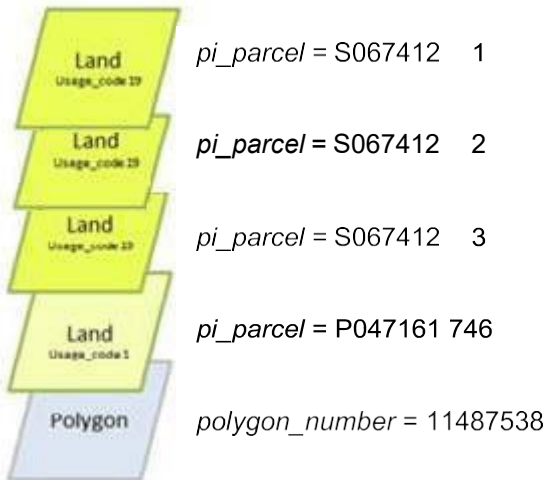 Land
Usage_code 19
pi_parcel = S067412 1
Land
Usage_code 19
pi_parcel = S067412 2
Land
Usage_code 19
pi_parcel = S067412 3
Land
Usage_code 1
pi_parcel = P047161 746
Polygon
polygon_number = 11487538